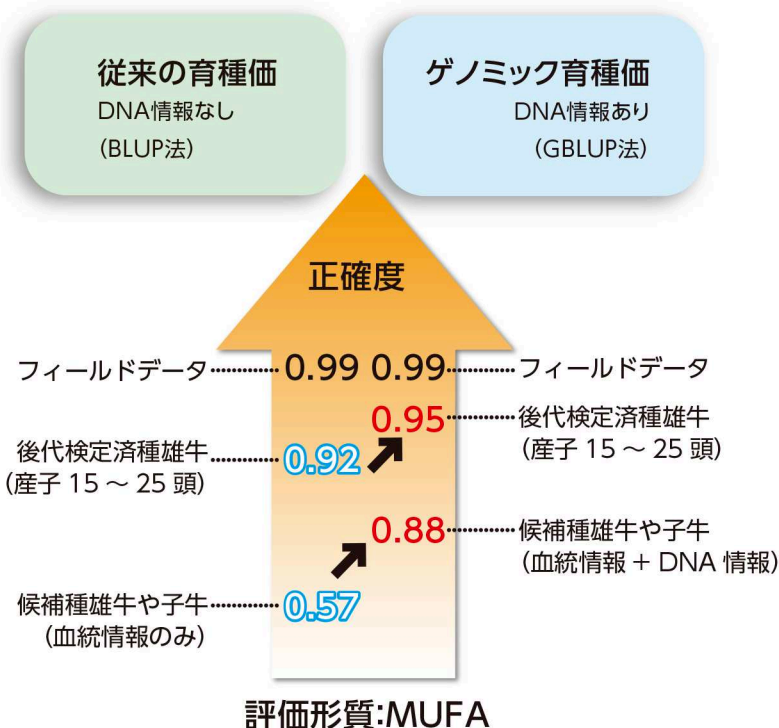 従来の育種価
DNA情報なし
（BLUP法）
ゲノミック育種価
DNA情報あり
（GBLUP法）
正確度
フィールドデータ 0.99 0.99 フィールドデータ
0.95 後代検定済種雄牛
（産子 15 ～ 25 頭）
後代検定済種雄牛 0.92
（産子 15 ～ 25 頭）
0.88 候補種雄牛や子牛
（血統情報 + DNA 情報）
候補種雄牛や子牛 0.57
（血統情報のみ）
評価形質:MUFA